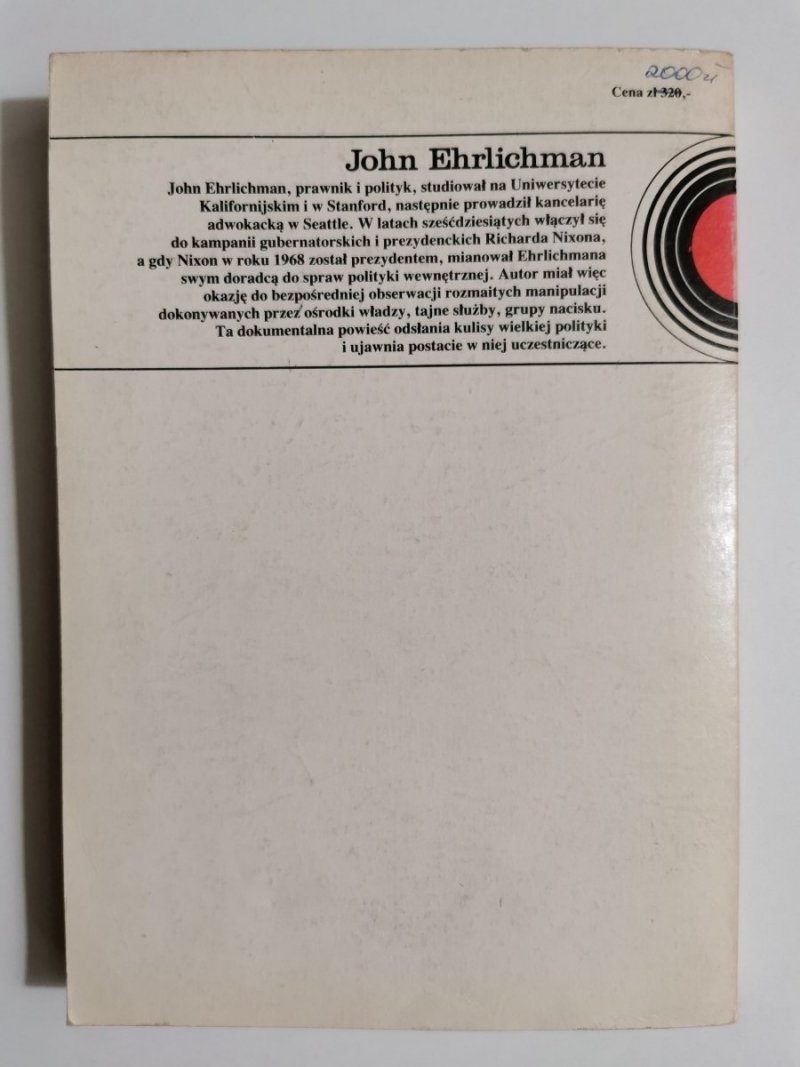 2000 zł
Cena zł 320,-
John Ehrlichman
John Ehrlichman, prawnik i polityk, studiował na Uniwersytecie
Kalifornijskim i w Stanford, następnie prowadził kancelarię
adwokacką w Seattle. W latach sześćdziesiątych włączył się
do kampanii gubernatorskich i prezydenckich Richarda Nixona,
a gdy Nixon w roku 1968 został prezydentem, mianował Ehrlichmana
swym doradcą do spraw polityki wewnętrznej. Autor miał więc
okazję do bezpośredniej obserwacji rozmaitych manipulacji
dokonywanych przez ośrodki władzy, tajne służby, grupy nacisku.
Ta dokumentalna powieść odsłania kulisy wielkiej polityki
i ujawnia postacie w niej uczestniczące.